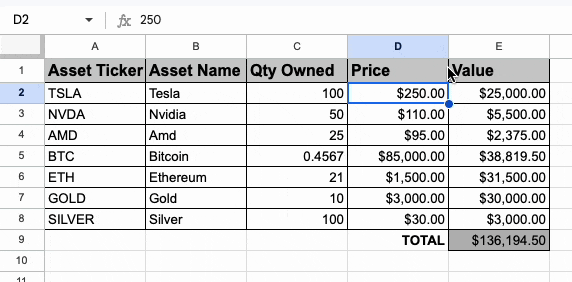 D2 fx 250
A B C D E
1 Asset Ticker Asset Name Qty Owned Price Value
2 TSLA Tesla 100 $250.00 $25,000.00
3 NVDA Nvidia 50 $110.00 $5,500.00
4 AMD Amd 25 $95.00 $2,375.00
5 BTC Bitcoin 0.4567 $85,000.00 $38,819.50
6 ETH Ethereum 21 $1,500.00 $31,500.00
7 GOLD Gold 10 $3,000.00 $30,000.00
8 SILVER Silver 100 $30.00 $3,000.00
9 TOTAL $136,194.50
10
11